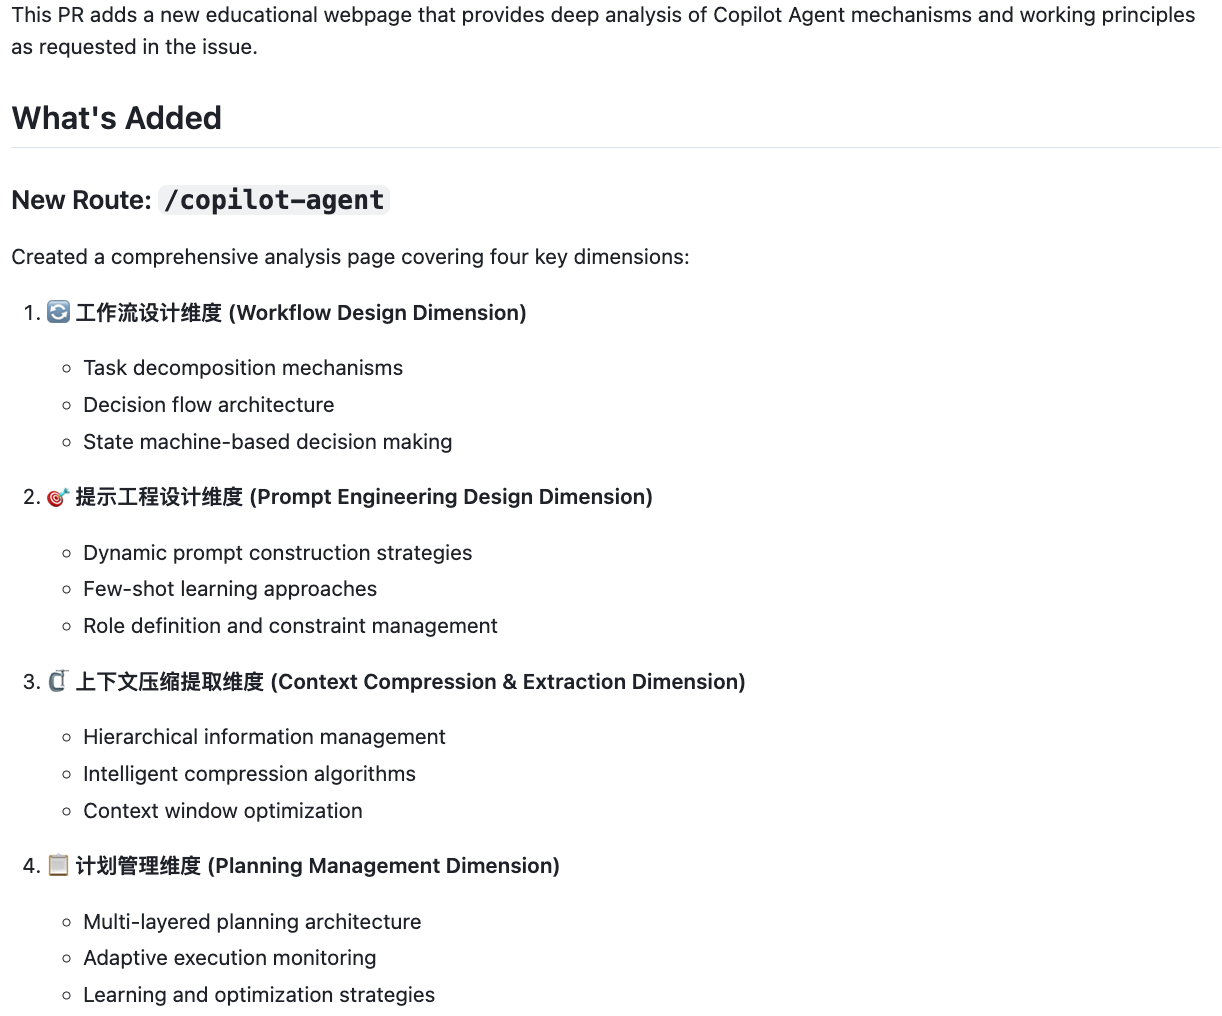 This PR adds a new educational webpage that provides deep analysis of Copilot Agent mechanisms and working principles
as requested in the issue.
What's Added
New Route: /copilot-agent
Created a comprehensive analysis page covering four key dimensions:
1. 🔄 工作流设计维度 (Workflow Design Dimension)
○ Task decomposition mechanisms
○ Decision flow architecture
○ State machine-based decision making
2. 🎯 提示工程设计维度 (Prompt Engineering Design Dimension)
○ Dynamic prompt construction strategies
○ Few-shot learning approaches
○ Role definition and constraint management
3. 🗜️ 上下文压缩提取维度 (Context Compression & Extraction Dimension)
○ Hierarchical information management
○ Intelligent compression algorithms
○ Context window optimization
4. 📋 计划管理维度 (Planning Management Dimension)
○ Multi-layered planning architecture
○ Adaptive execution monitoring
○ Learning and optimization strategies